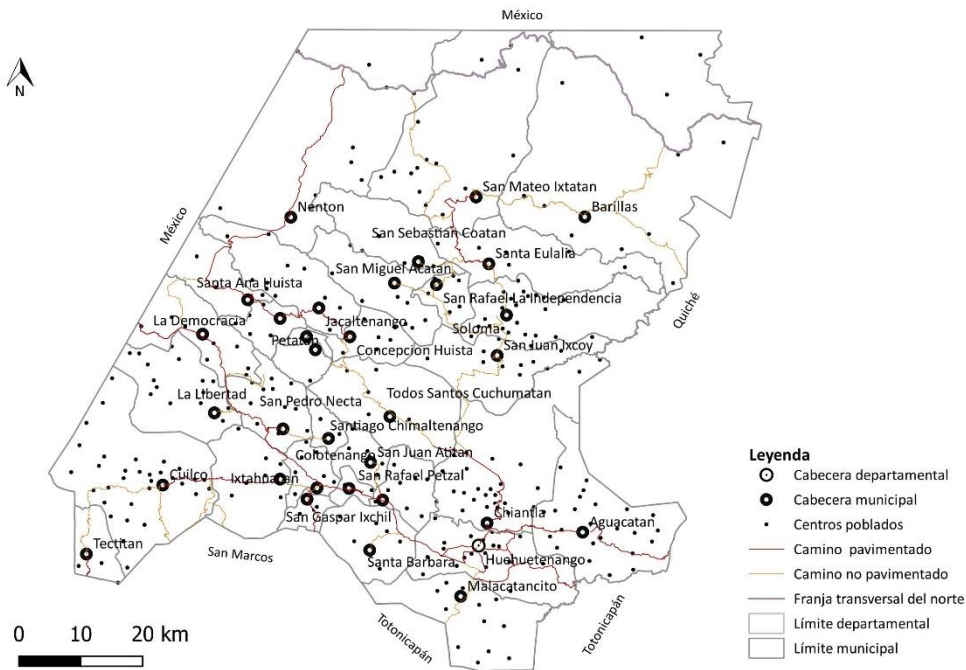 México
N
México
San Mateo Ixtatan
Nenton
Barillas
San Sebastian Coatan
Santa Eulalia
San Miguel Acatan
Santa Ana Huista
San Rafael La Independencia
Quiché
La Democracia
Jacaltenango
Soloma
Petatan
Concepcion Huista
San Juan Ixcoy
Todos Santos Cuchumatan
La Libertad
San Pedro Necta
Santiago Chimaltenango
Colotenango
San Juan Atitan
Cuilco
Ixtahuacan
San Rafael Petzal
San Gaspar Ixchil
Chiantla
Aguacatan
Tectitan
San Marcos
Santa Barbara
Huehuetenango
Malacatancito
Totonicapán
Totonicapán
Leyenda
Cabecera departamental
Cabecera municipal
Centros poblados
Camino pavimentado
Camino no pavimentado
Franja transversal del norte
Límite departamental
Límite municipal
0 10 20 km